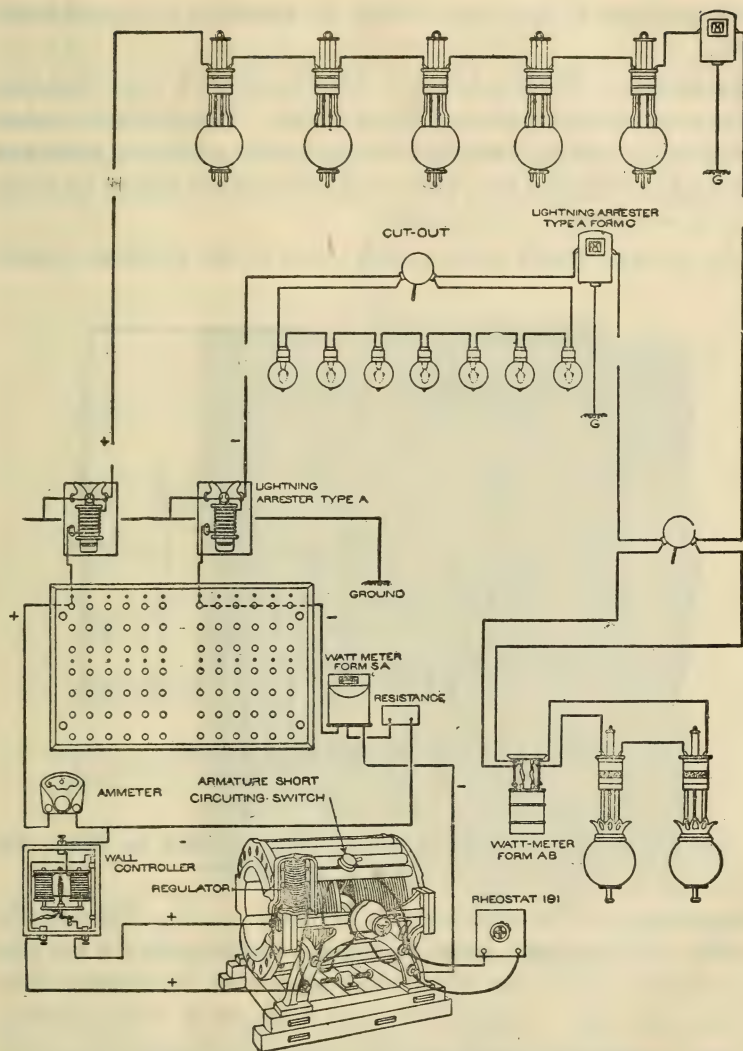 G
LIGHTNING ARRESTER
TYPE A FORM C
CUT-OUT
G
+
-
LIGHTNING
ARRESTER TYPE A
GROUND
+
-
WATT METER
FORM SA
RESISTANCE
AMMETER
ARMATURE SHORT
CIRCUITING-SWITCH
-
WALL
CONTROLLER
REGULATOR
WATT-METER
FORM AB
RHEOSTAT 191
+
+